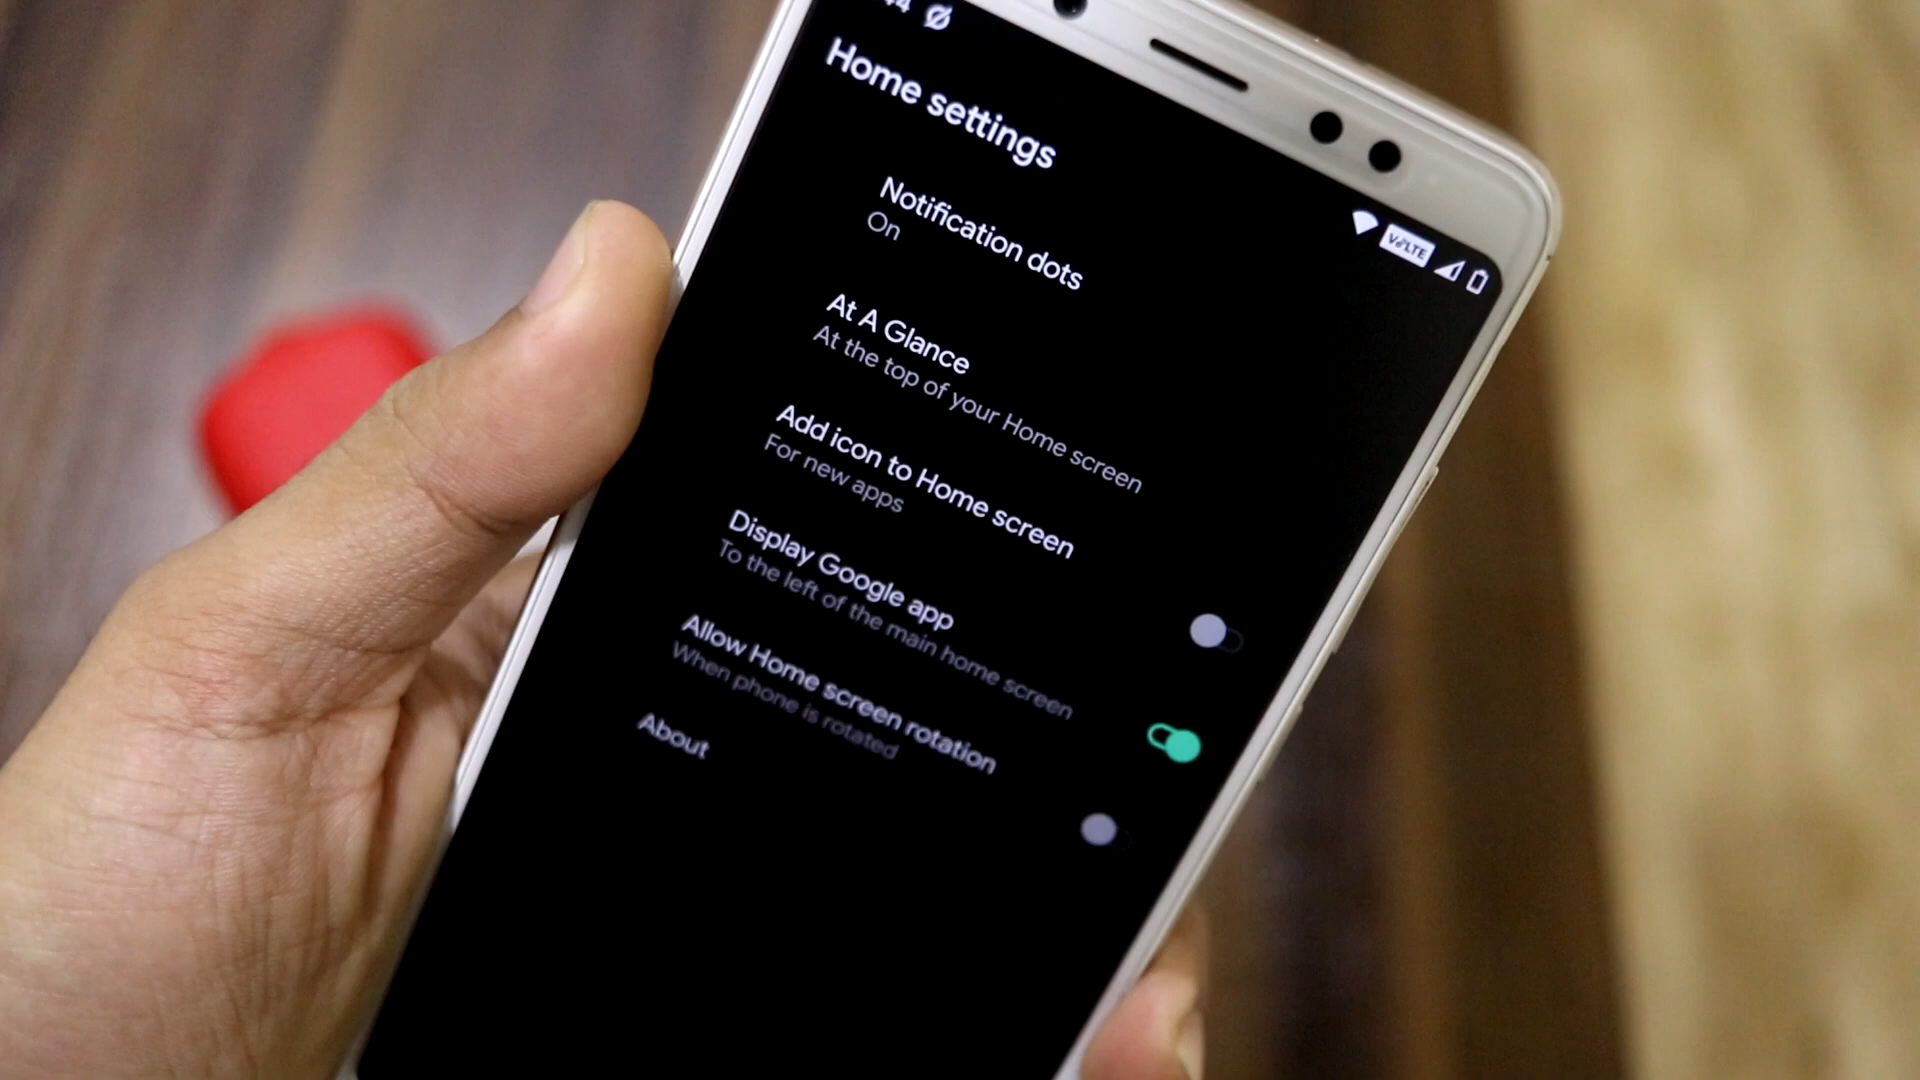 Home settings
VoLTE
Notification dots
On
At A Glance
At the top of your Home screen
Add icon to Home screen
For new apps
Display Google app
To the left of the main home screen
Allow Home screen rotation
When phone is rotated
About